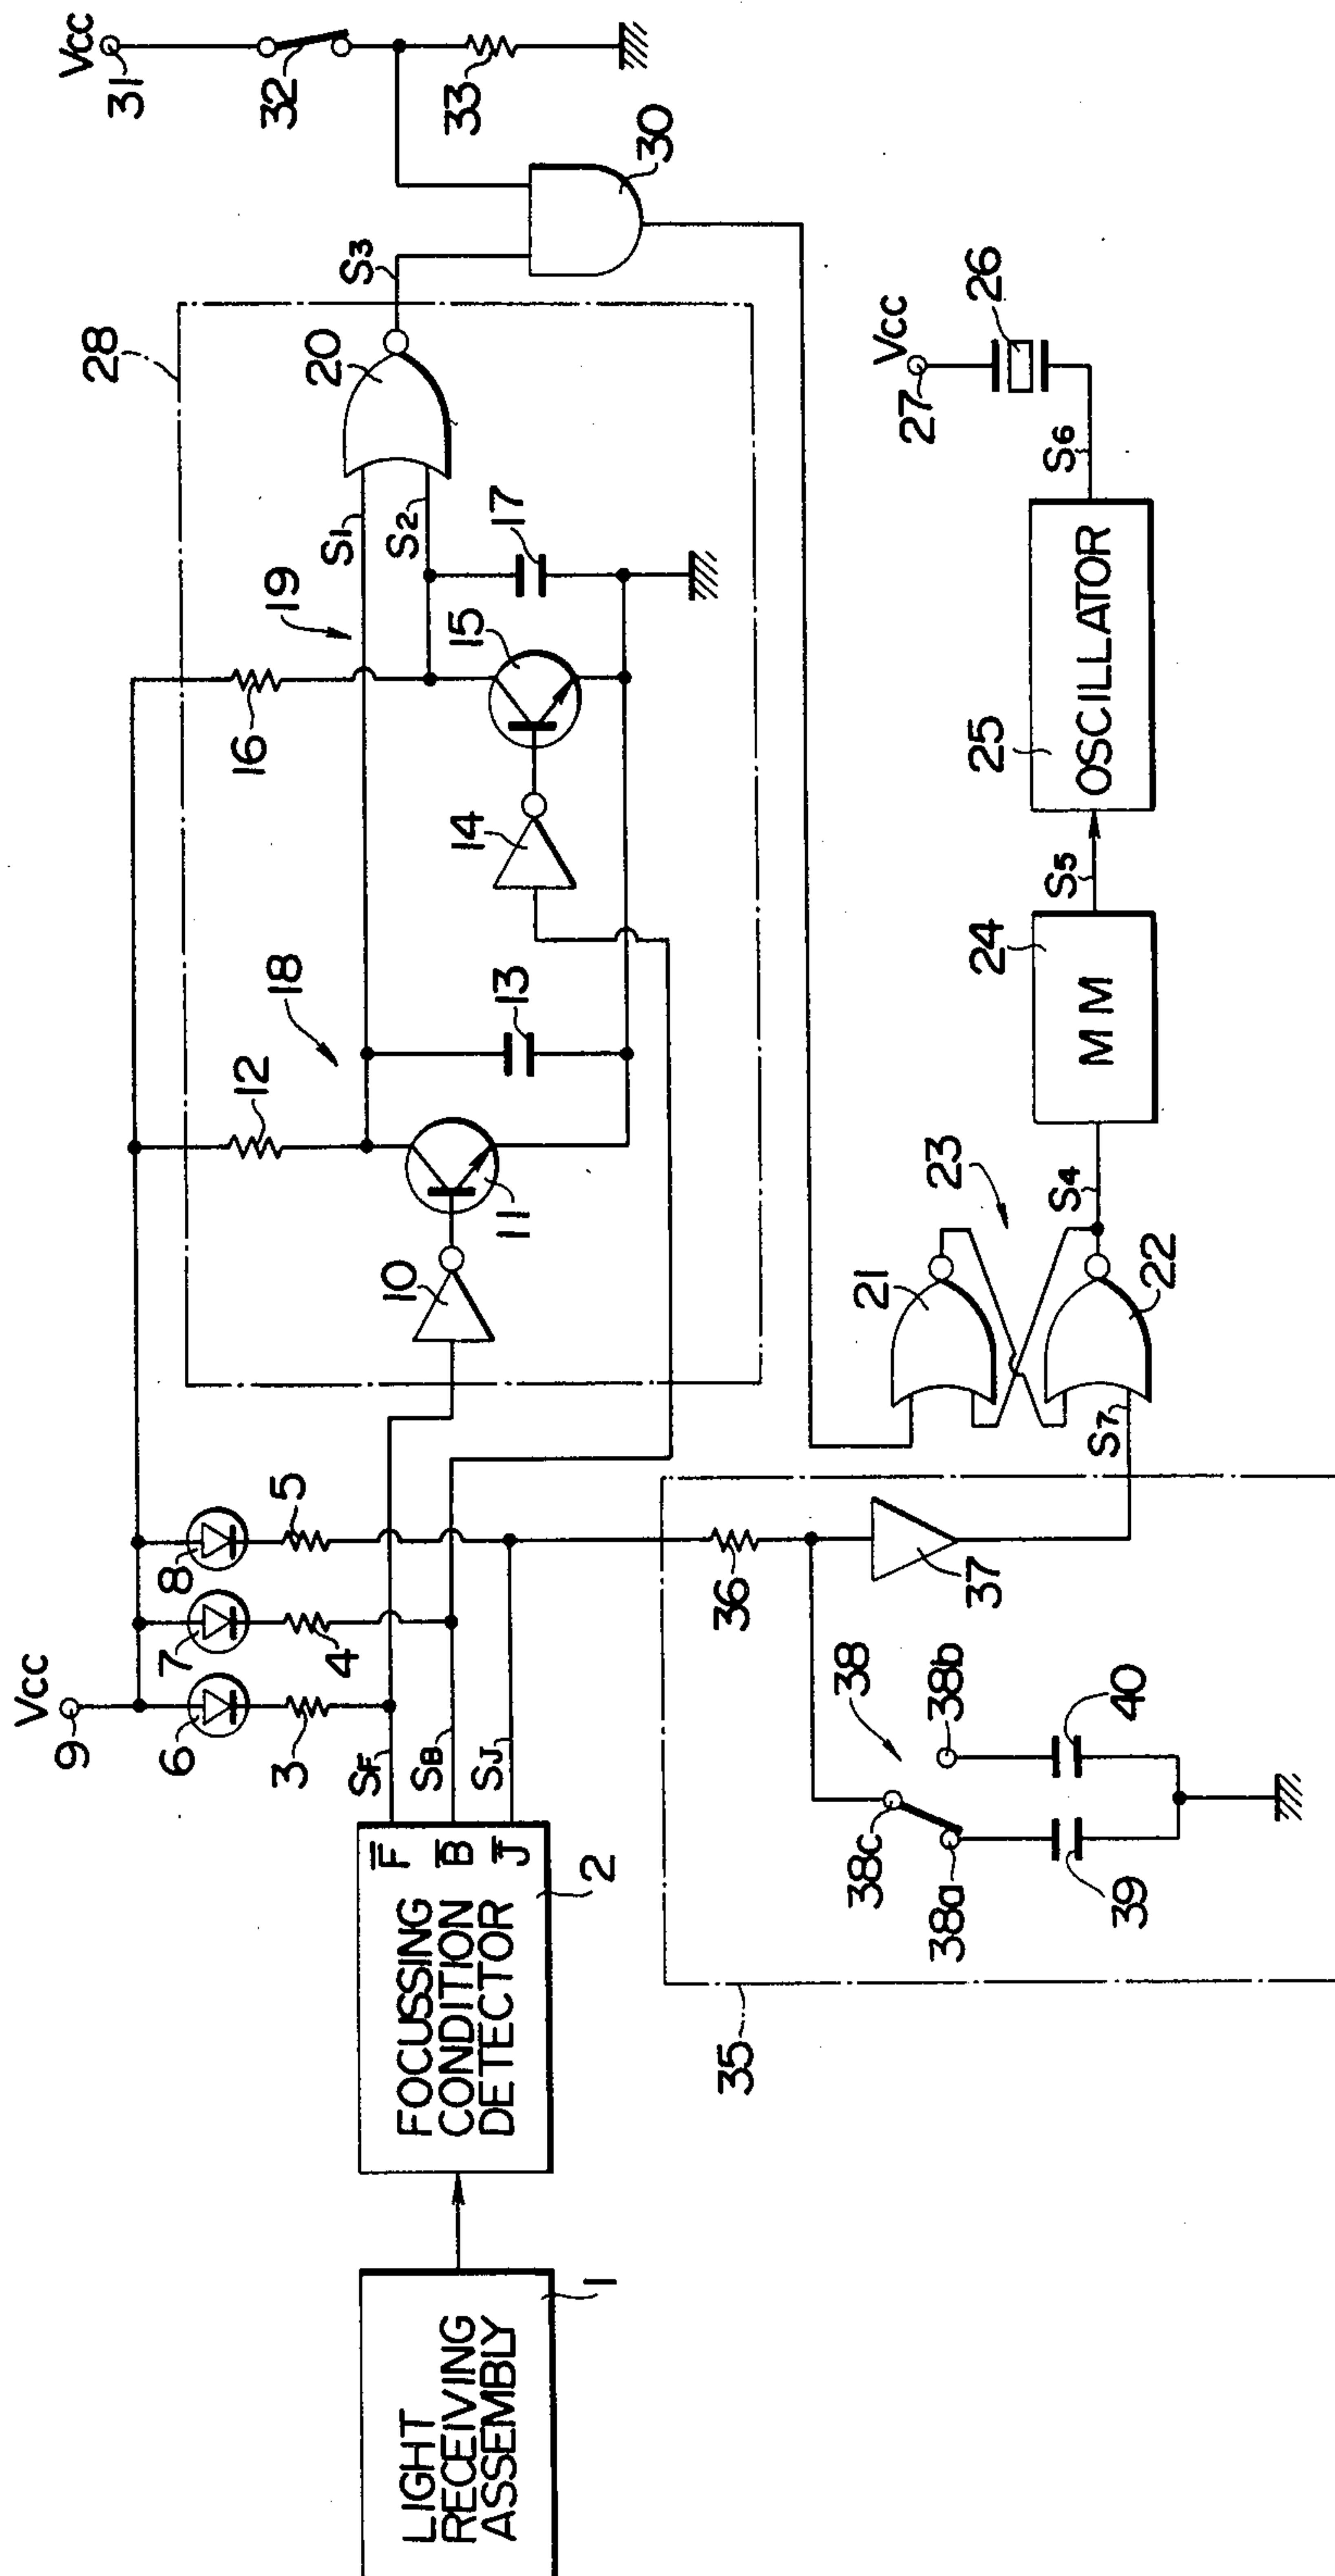 LIGHT
RECEIVING
ASSEMBLY
1
FOCUSSING
CONDITION
DETECTOR
F̅
B̅
J̅
2
SF
SB
SJ
Vcc
9
6
7
8
3
4
5
28
10
11
12
13
18
14
15
16
17
19
S1
S2
20
S3
Vcc
31
32
33
30
35
36
37
38
38a
38b
38c
39
40
S7
21
22
23
S4
24
MM
S5
25
OSCILLATOR
S6
26
Vcc
27